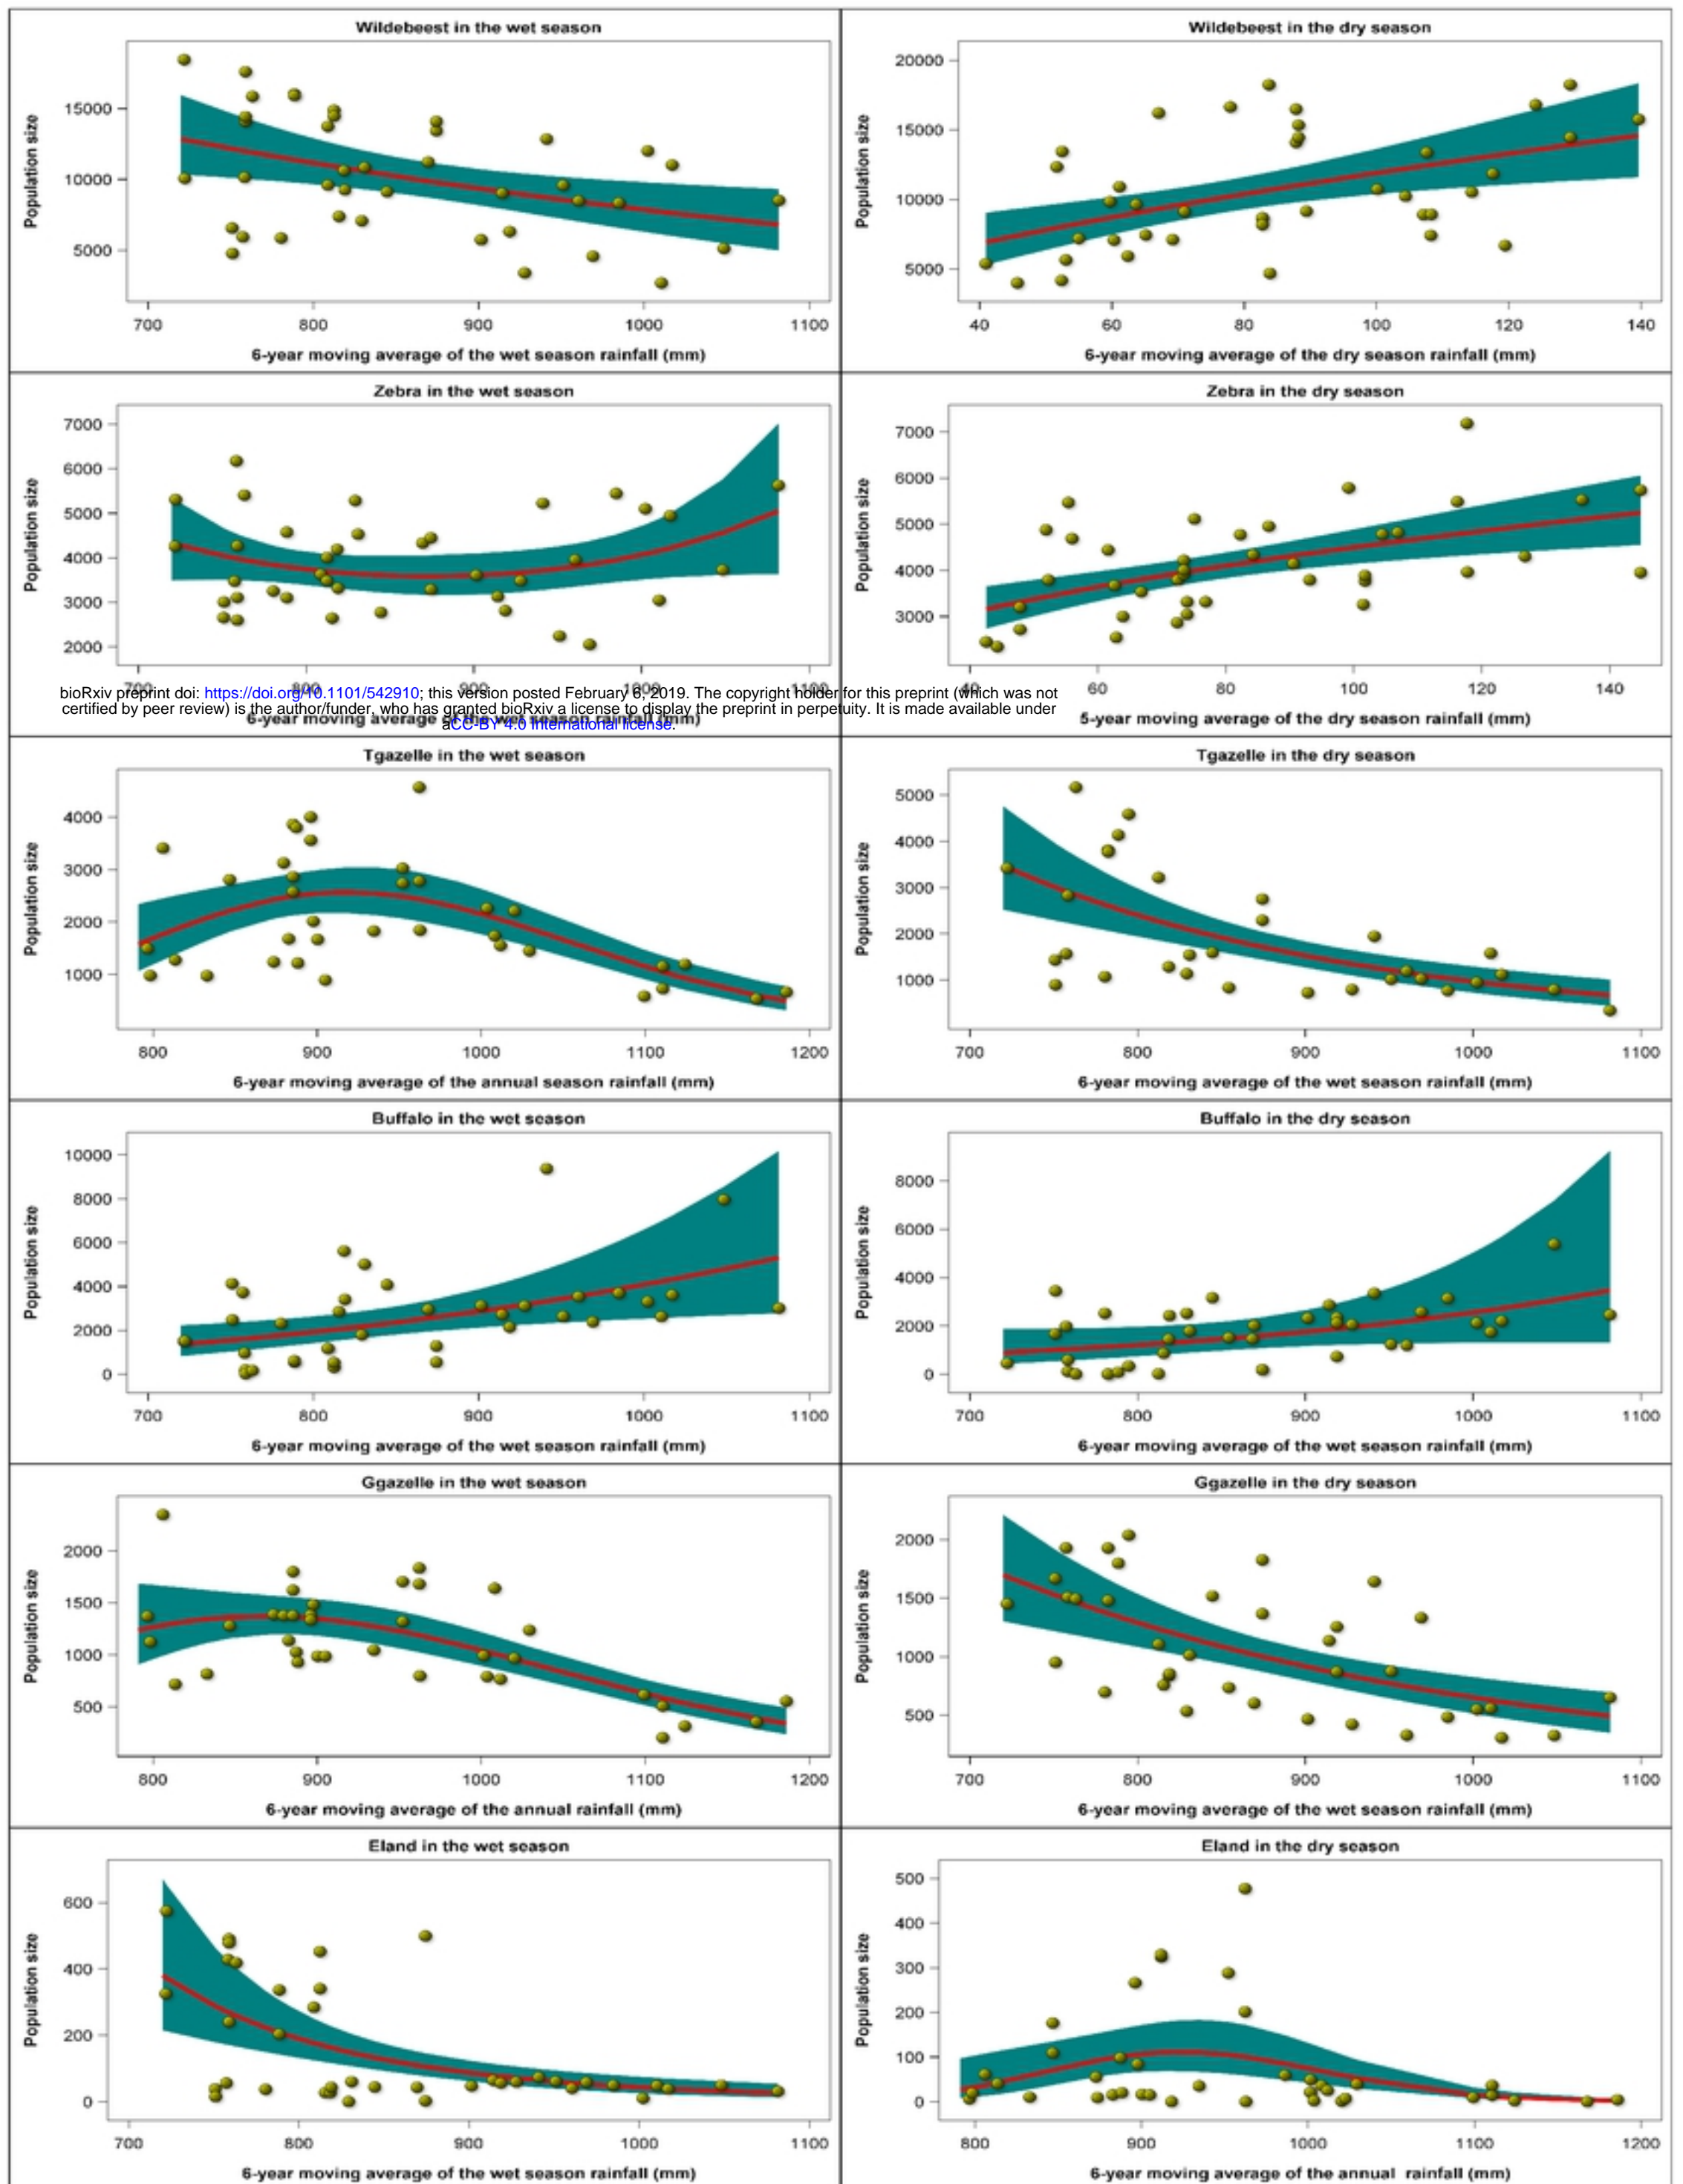 Wildebeest in the wet season
Population size
15000
10000
5000
700 800 900 1000 1100
6-year moving average of the wet season rainfall (mm)
Wildebeest in the dry season
Population size
20000
15000
10000
5000
40 60 80 100 120 140
6-year moving average of the dry season rainfall (mm)
Zebra in the wet season
Population size
7000
6000
5000
4000
3000
2000
700 800 900 1000 1100
6-year moving average of the wet season rainfall (mm)
Zebra in the dry season
Population size
7000
6000
5000
4000
3000
40 60 80 100 120 140
5-year moving average of the dry season rainfall (mm)
bioRxiv preprint doi: https://doi.org/10.1101/542910; this version posted February 6, 2019. The copyright holder for this preprint (which was not
certified by peer review) is the author/funder, who has granted bioRxiv a license to display the preprint in perpetuity. It is made available under
aCC-BY 4.0 International license.
Tgazelle in the wet season
Population size
4000
3000
2000
1000
800 900 1000 1100 1200
6-year moving average of the annual season rainfall (mm)
Tgazelle in the dry season
Population size
5000
4000
3000
2000
1000
700 800 900 1000 1100
6-year moving average of the wet season rainfall (mm)
Buffalo in the wet season
Population size
10000
8000
6000
4000
2000
0
700 800 900 1000 1100
6-year moving average of the wet season rainfall (mm)
Buffalo in the dry season
Population size
8000
6000
4000
2000
0
700 800 900 1000 1100
6-year moving average of the wet season rainfall (mm)
Ggazelle in the wet season
Population size
2000
1500
1000
500
800 900 1000 1100 1200
6-year moving average of the annual rainfall (mm)
Ggazelle in the dry season
Population size
2000
1500
1000
500
700 800 900 1000 1100
6-year moving average of the wet season rainfall (mm)
Eland in the wet season
Population size
600
400
200
0
700 800 900 1000 1100
6-year moving average of the wet season rainfall (mm)
Eland in the dry season
Population size
500
400
300
200
100
0
800 900 1000 1100 1200
6-year moving average of the annual rainfall (mm)